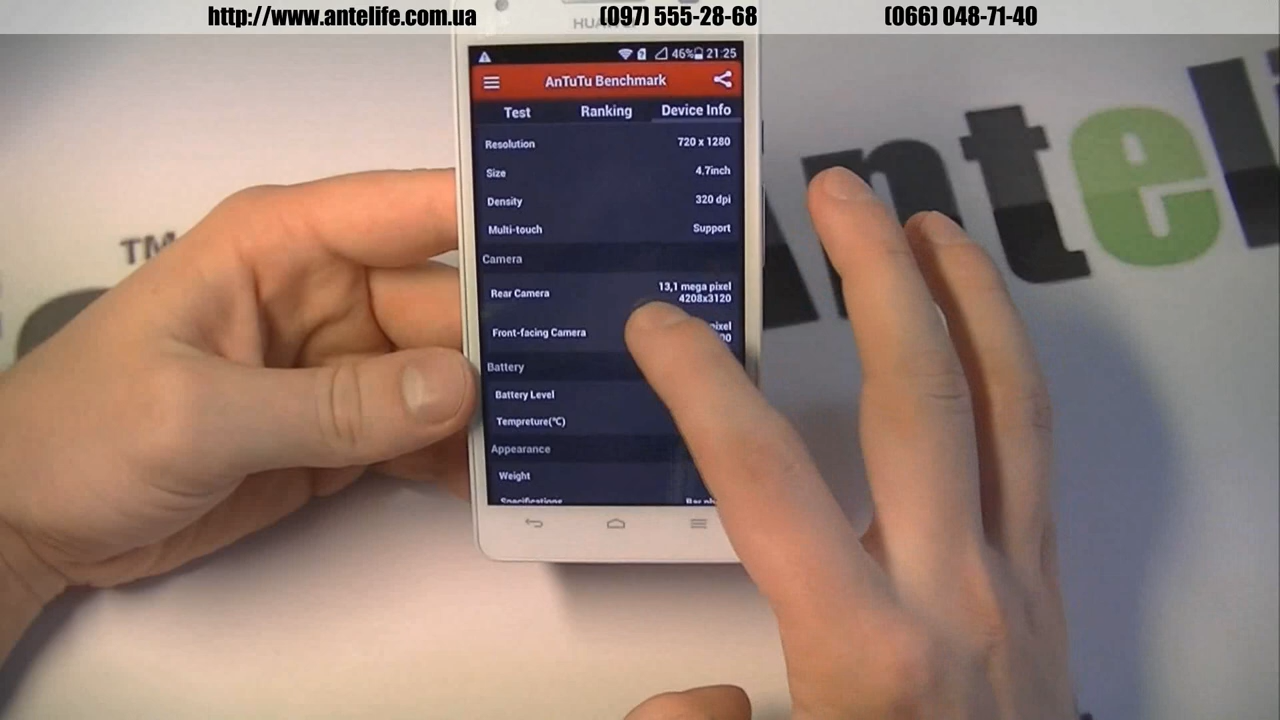 http://www.antelife.com.ua (097) 555-28-68 (066) 048-71-40
46% 21:25
AnTuTu Benchmark
Test Ranking Device Info
Resolution 720 x 1280
Size 4.7inch
Density 320 dpi
Multi-touch Support
Camera
Rear Camera 13,1 mega pixel
4208x3120
Front-facing Camera
Battery
Battery Level
Tempreture(°C)
Appearance
Weight
Specifications
TM
Anteli